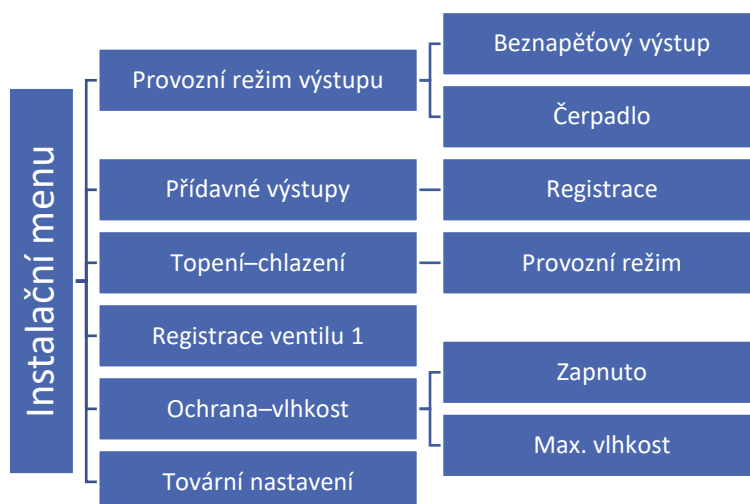 Instalační menu
Provozní režim výstupu
Beznapěťový výstup
Čerpadlo
Přídavné výstupy
Registrace
Topení–chlazení
Provozní režim
Registrace ventilu 1
Ochrana–vlhkost
Zapnuto
Max. vlhkost
Tovární nastavení